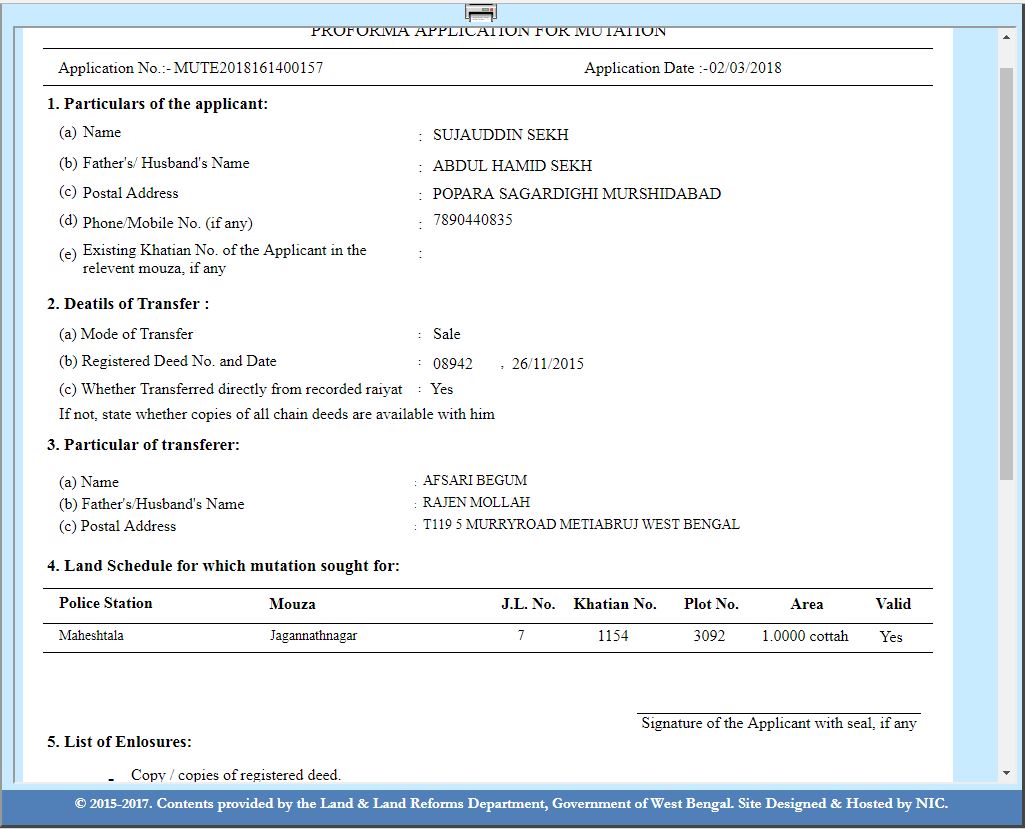 PROFORMA APPLICATION FOR MUTATION
Application No.:- MUTE2018161400157 Application Date :-02/03/2018
1. Particulars of the applicant:
(a) Name : SUJAUDDIN SEKH
(b) Father's/ Husband's Name : ABDUL HAMID SEKH
(c) Postal Address : POPARA SAGARDIGHI MURSHIDABAD
(d) Phone/Mobile No. (if any) : 7890440835
(e) Existing Khatian No. of the Applicant in the :
relevent mouza, if any
2. Deatils of Transfer :
(a) Mode of Transfer : Sale
(b) Registered Deed No. and Date : 08942 , 26/11/2015
(c) Whether Transferred directly from recorded raiyat : Yes
If not, state whether copies of all chain deeds are available with him
3. Particular of transferer:
(a) Name : AFSARI BEGUM
(b) Father's/Husband's Name : RAJEN MOLLAH
(c) Postal Address : T119 5 MURRYROAD METIABRUJ WEST BENGAL
4. Land Schedule for which mutation sought for:
Police Station Mouza J.L. No. Khatian No. Plot No. Area Valid
Maheshtala Jagannathnagar 7 1154 3092 1.0000 cottah Yes
Signature of the Applicant with seal, if any
5. List of Enlosures:
- Copy / copies of registered deed.
© 2015-2017. Contents provided by the Land & Land Reforms Department, Government of West Bengal. Site Designed & Hosted by NIC.